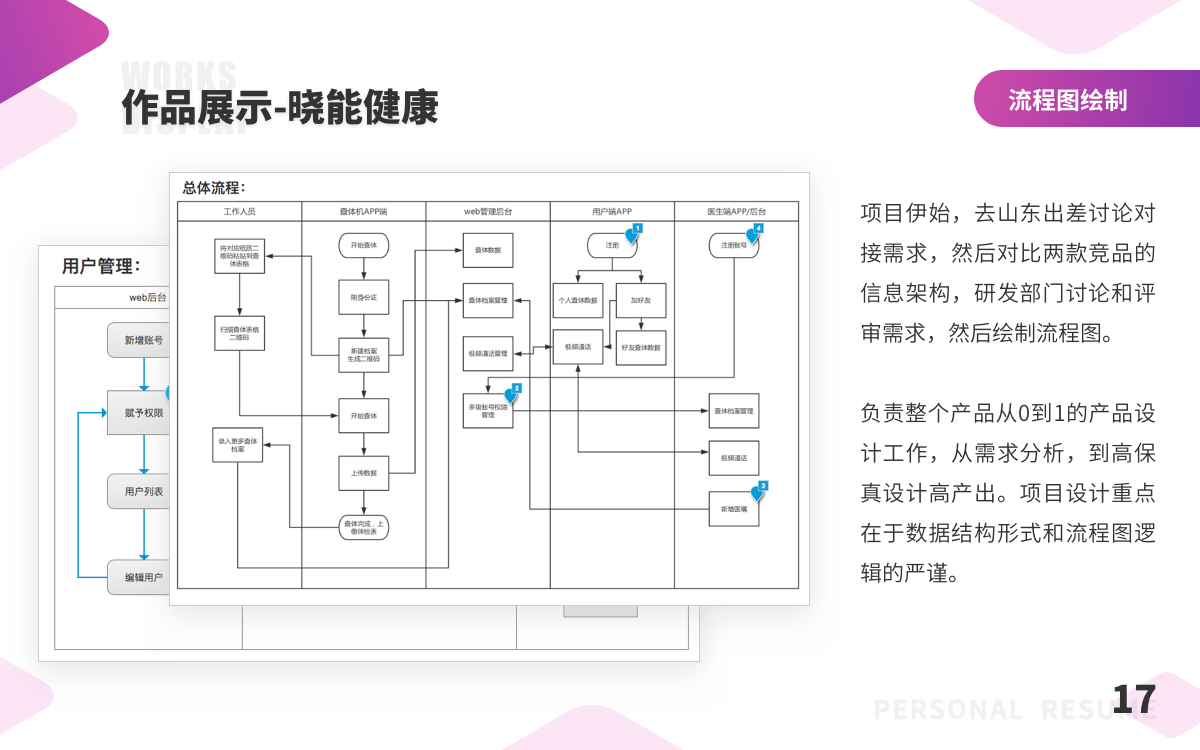 WORKS
DISPLAY
作品展示-晓能健康
流程图绘制
用户管理：
web后台
新增账号
赋予权限
用户列表
编辑用户
总体流程：
工作人员
查体机APP端
web管理后台
用户端APP
医生端APP/后台
将对应纸质二
维码粘贴到查
体表格
扫描查体表格
二维码
录入更多查体
档案
开始查体
刷身份证
新建档案
生成二维码
开始查体
上传数据
查体完成，上
缴体检表
查体数据
查体档案管理
视频通话管理
多级账号权限
管理
2
注册
1
个人查体数据
加好友
视频通话
好友查体数据
注册账号
4
查体档案管理
视频通话
新增医嘱
3
项目伊始，去山东出差讨论对
接需求，然后对比两款竞品的
信息架构，研发部门讨论和评
审需求，然后绘制流程图。
负责整个产品从0到1的产品设
计工作，从需求分析，到高保
真设计高产出。项目设计重点
在于数据结构形式和流程图逻
辑的严谨。
PERSONAL RESUME
17